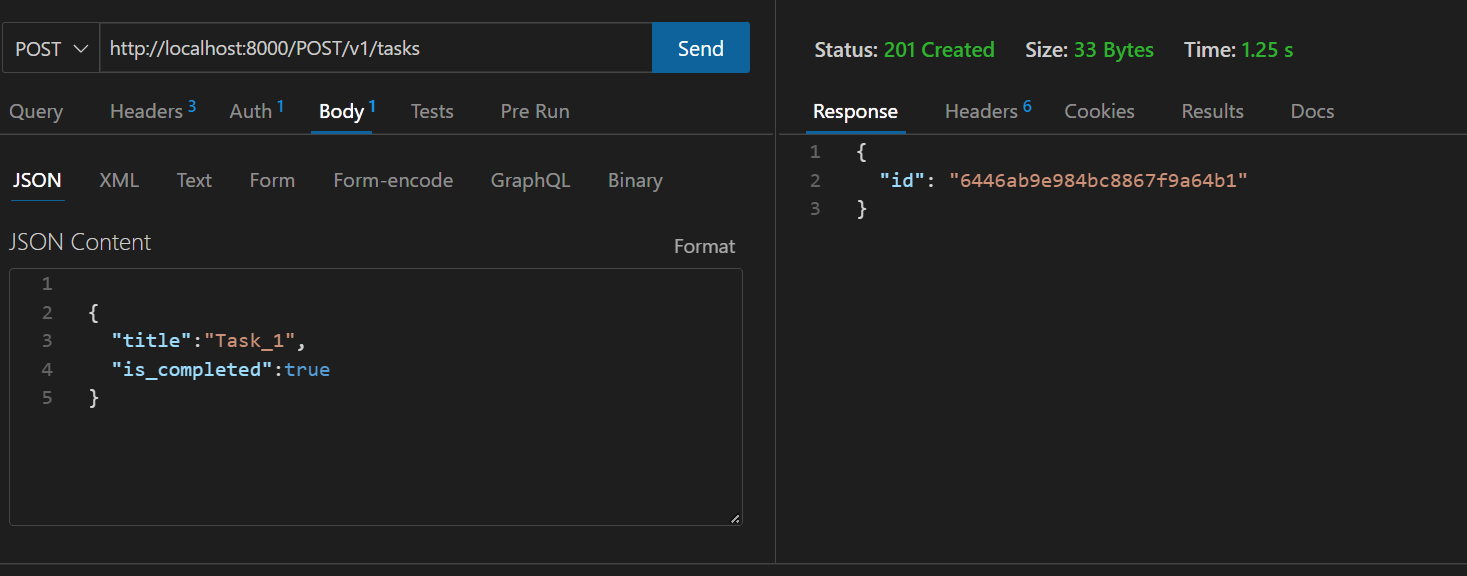 POST http://localhost:8000/POST/v1/tasks Send
Query Headers 3 Auth 1 Body 1 Tests Pre Run
JSON XML Text Form Form-encode GraphQL Binary
JSON Content Format
1
2 {
3 "title":"Task_1",
4 "is_completed":true
5 }
Status: 201 Created Size: 33 Bytes Time: 1.25 s
Response Headers 6 Cookies Results Docs
1 {
2 "id": "6446ab9e984bc8867f9a64b1"
3 }